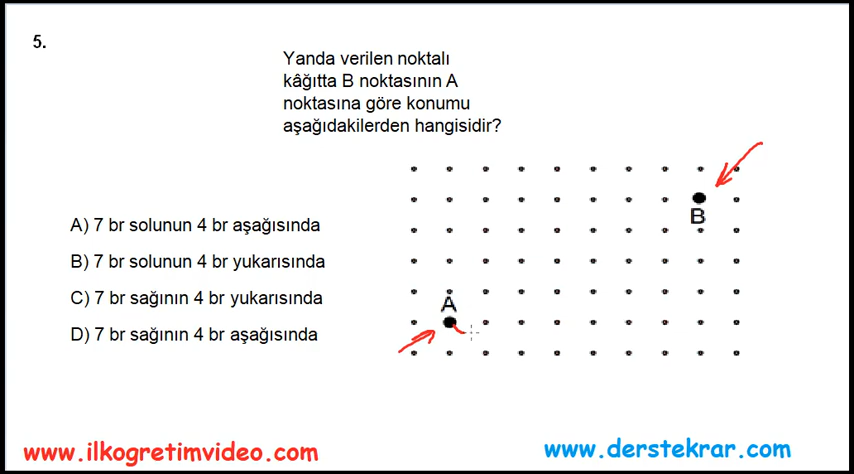 5.
Yanda verilen noktalı
kâğıtta B noktasının A
noktasına göre konumu
aşağıdakilerden hangisidir?
B
A) 7 br solunun 4 br aşağısında
B) 7 br solunun 4 br yukarısında
C) 7 br sağının 4 br yukarısında
A
D) 7 br sağının 4 br aşağısında
www.ilkogretimvideo.com
www.derstekrar.com